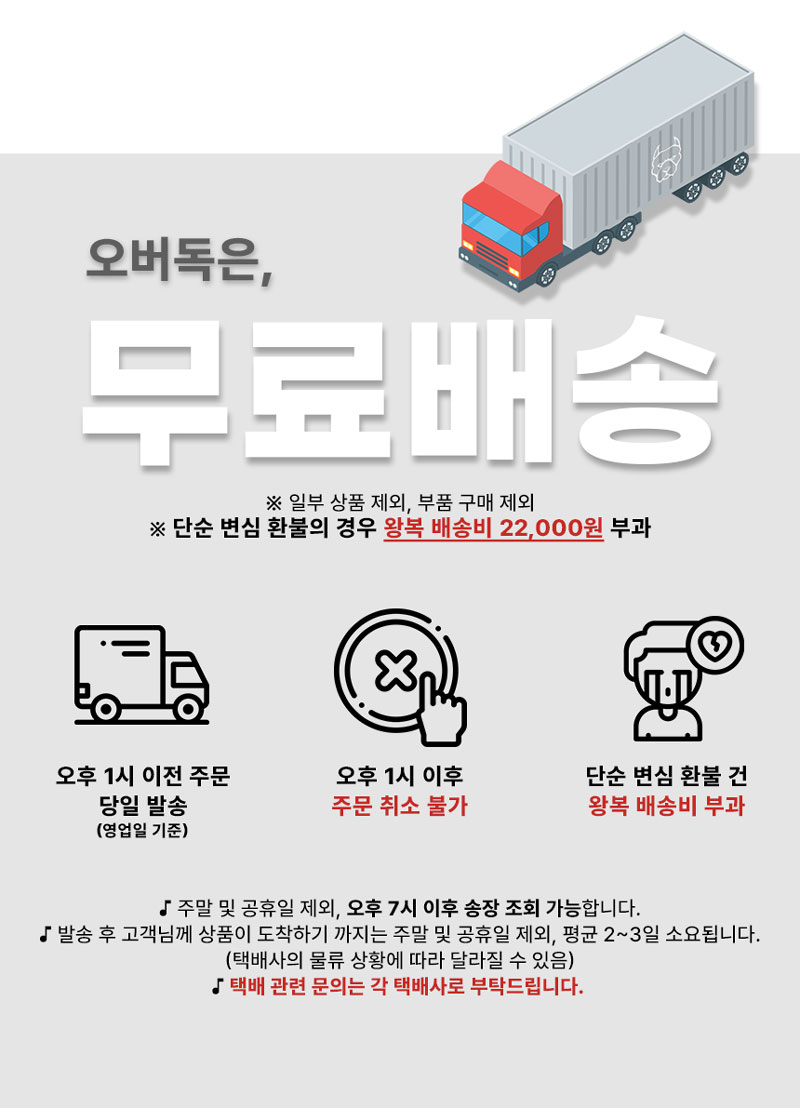 오버독은,
무료배송
※ 일부 상품 제외, 부품 구매 제외
※ 단순 변심 환불의 경우 왕복 배송비 22,000원 부과
오후 1시 이전 주문
당일 발송
(영업일 기준)
오후 1시 이후
주문 취소 불가
단순 변심 환불 건
왕복 배송비 부과
♪ 주말 및 공휴일 제외, 오후 7시 이후 송장 조회 가능합니다.
♪ 발송 후 고객님께 상품이 도착하기 까지는 주말 및 공휴일 제외, 평균 2~3일 소요됩니다.
(택배사의 물류 상황에 따라 달라질 수 있음)
♪ 택배 관련 문의는 각 택배사로 부탁드립니다.